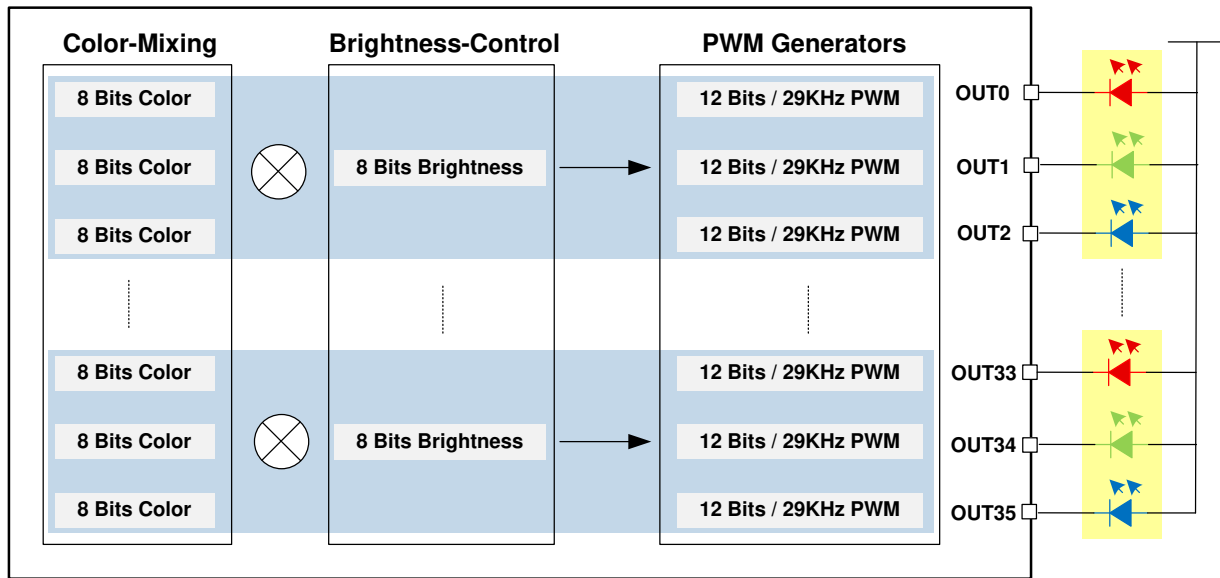 Color-Mixing Brightness-Control PWM Generators
8 Bits Color 12 Bits / 29KHz PWM OUT0
8 Bits Color 8 Bits Brightness 12 Bits / 29KHz PWM OUT1
8 Bits Color 12 Bits / 29KHz PWM OUT2
8 Bits Color 12 Bits / 29KHz PWM OUT33
8 Bits Color 8 Bits Brightness 12 Bits / 29KHz PWM OUT34
8 Bits Color 12 Bits / 29KHz PWM OUT35